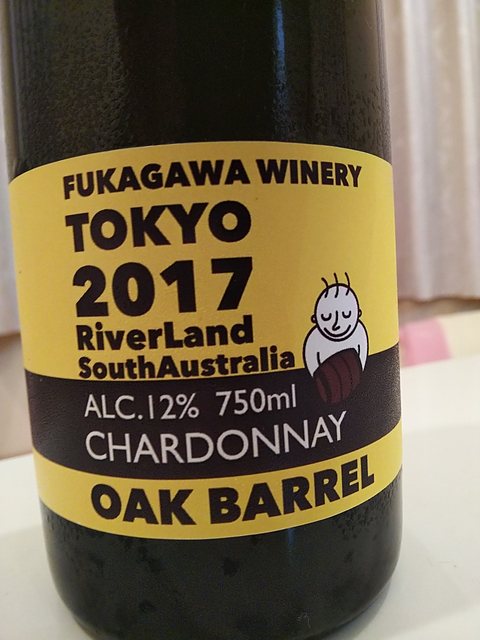 FUKAGAWA WINERY
TOKYO
2017
RiverLand
SouthAustralia
ALC.12% 750ml
CHARDONNAY
OAK BARREL